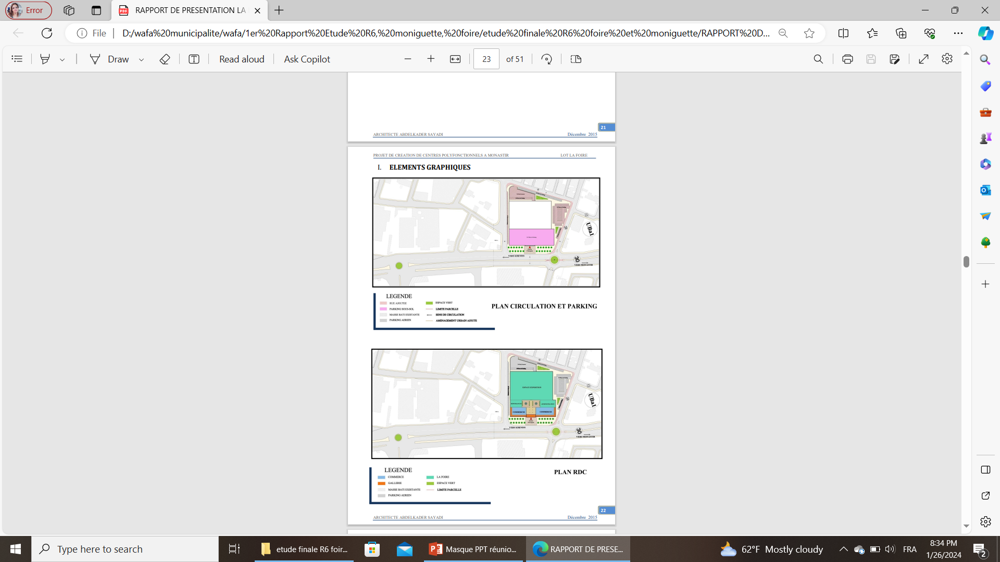 Error
RAPPORT DE PRESENTATION LA
File
D:/wafa%20municipalite/wafa/1er%20Rapport%20Etude%20R6,%20moniguette,%20foire/etude%20finale%20R6%20foire%20et%20moniguette/RAPPORT%20D...
Draw
Read aloud
Ask Copilot
23 of 51
21
ARCHITECTE ABDELKADER SAYADI
Décembre 2015
PROJET DE CREATION DE CENTRES POLYFONCTIONNELS A MONASTIR
LOT LA FOIRE
I. ELEMENTS GRAPHIQUES
UBa1
VERS KHENISS
30
VERS MONASTIR
LEGENDE
RUE AJOUTEE
ESPACE VERT
PARKING SOUS-SOL
LIMITE PARCELLE
MASSE BATI EXISTANTE
SENS DE CIRCULATION
PARKING AERIEN
AMENAGEMENT URBAIN AJOUTE
PLAN CIRCULATION ET PARKING
ESPACE EXPOSITION
ADMINISTRATION
COMMERCES
COMMERCES
UBa1
VERS KHENISS
30
VERS MONASTIR
LEGENDE
COMMERCE
LA FOIRE
GALLERIE
ESPACE VERT
MASSE BATI EXISTANTE
LIMITE PARCELLE
PARKING AERIEN
PLAN RDC
22
ARCHITECTE ABDELKADER SAYADI
Décembre 2015
Type here to search
etude finale R6 foir...
Masque PPT réunio...
RAPPORT DE PRESE...
62°F Mostly cloudy
FRA
8:34 PM
1/26/2024
2